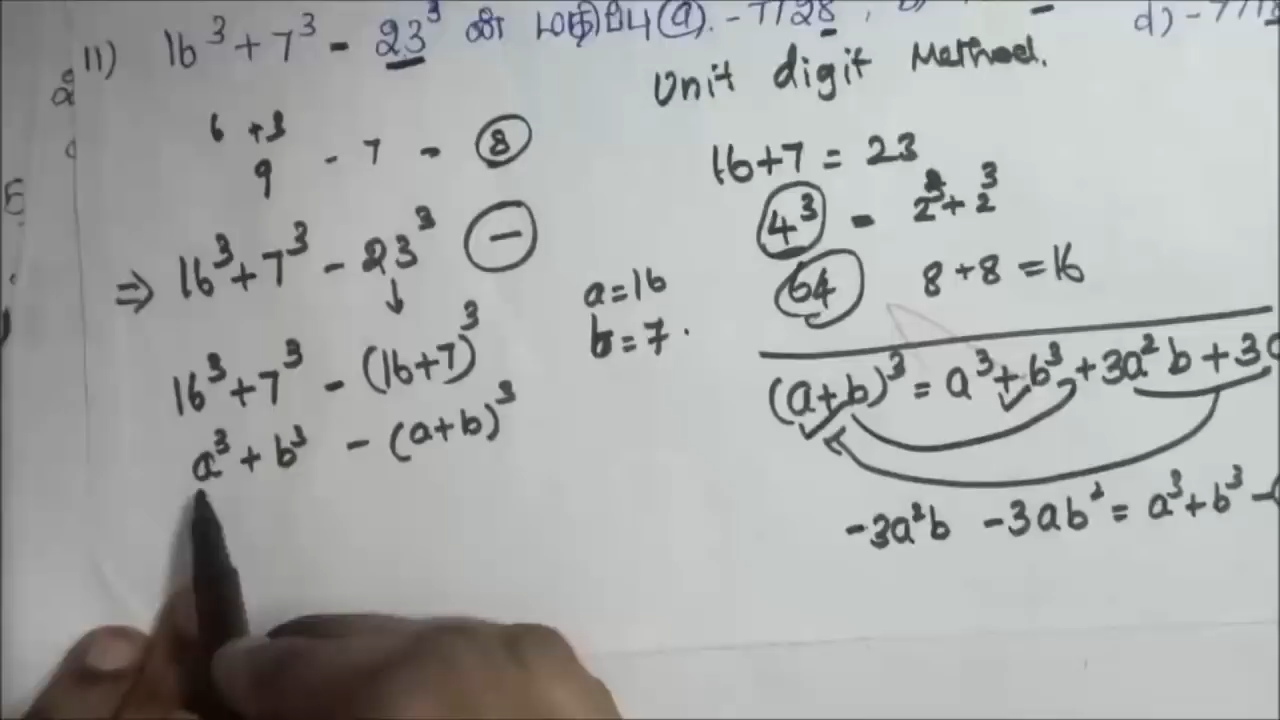 11) 16³ + 7³ - 23³ ன் மதிப்பு (a). - 7728
d) - 77
Unit digit Method.
6 + 3
9 - 7 - 8
16 + 7 = 23
4³ = 2³ + 2³
64 8 + 8 = 16
⇒ 16³ + 7³ - 23³ -
↓
a = 16
b = 7.
16³ + 7³ - (16+7)³
a³ + b³ - (a+b)³
(a+b)³ = a³ + b³ + 3a²b + 3
-3a²b - 3ab² = a³ + b³ -